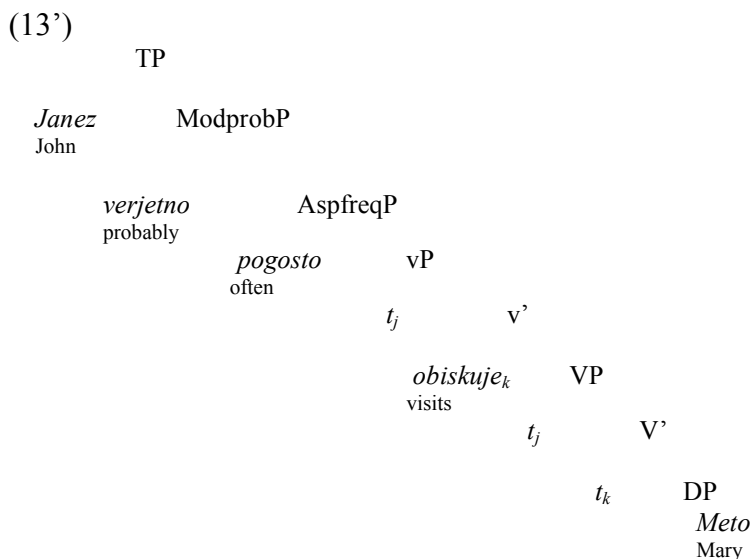 (13’)
TP
Janez ModprobP
John
verjetno AspfreqP
probably
pogosto vP
often
tj v’
obiskujek VP
visits
tj V’
tk DP
Meto
Mary